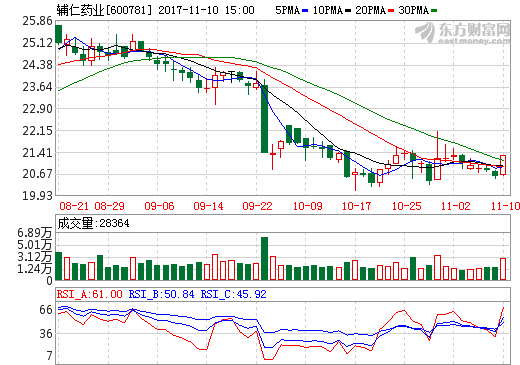 辅仁药业[600781] 2017-11-10 15:00 5PMA 10PMA 20PMA 30PMA
东方财富网
eastmoney.com
25.86
25.12
24.38
23.64
22.90
22.15
21.41
20.67
19.93
08-21 08-29 09-06 09-14 09-22 10-09 10-17 10-25 11-02 11-10
成交量:28364
6.89万
5.01万
3.12万
1.24万
0
RSI_A:61.00 RSI_B:50.84 RSI_C:45.92
66
36
7